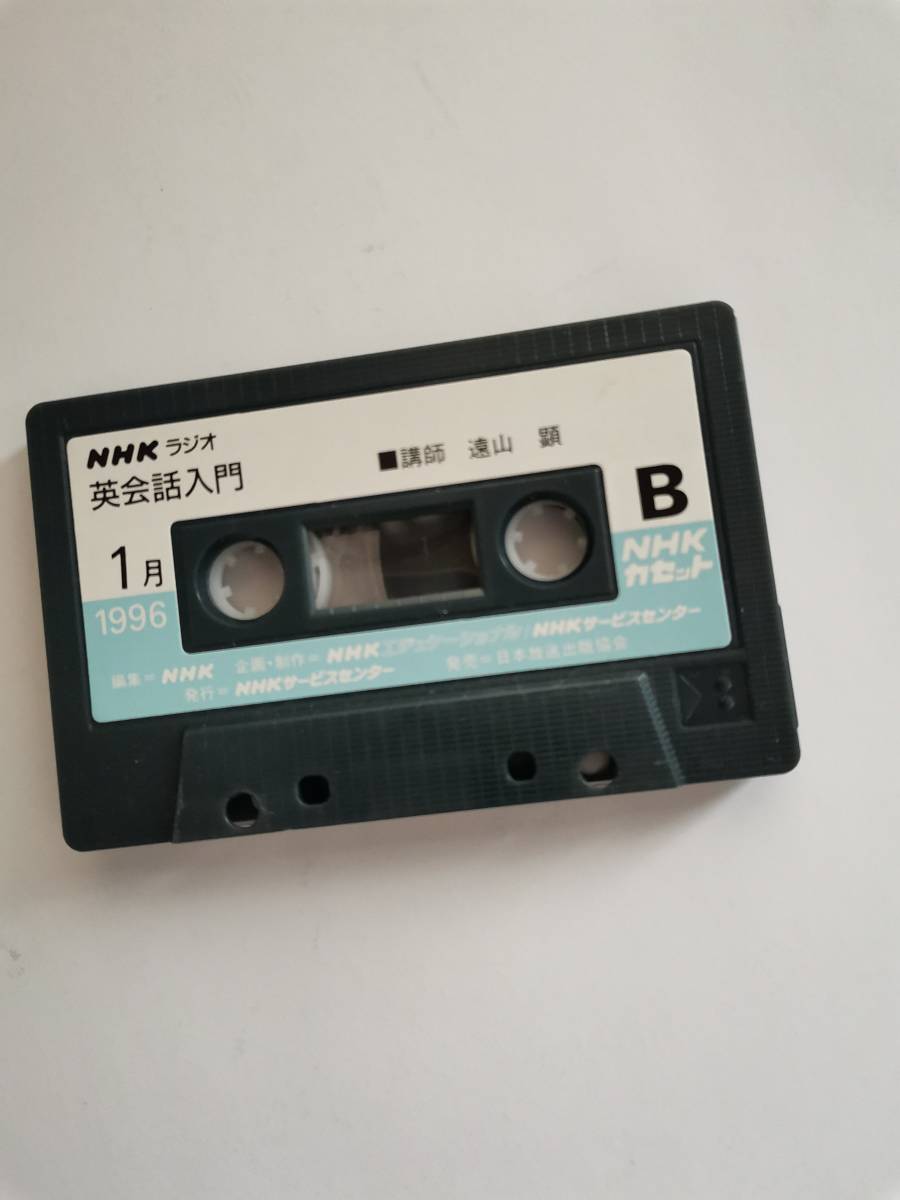 NHK ラジオ
英会話入門
■講師 遠山 顕
1月
1996
B
NHK
カセット
編集＝NHK 企画・制作＝NHKエデュケーショナル/NHKサービスセンター
発行＝NHKサービスセンター 発売＝日本放送出版協会